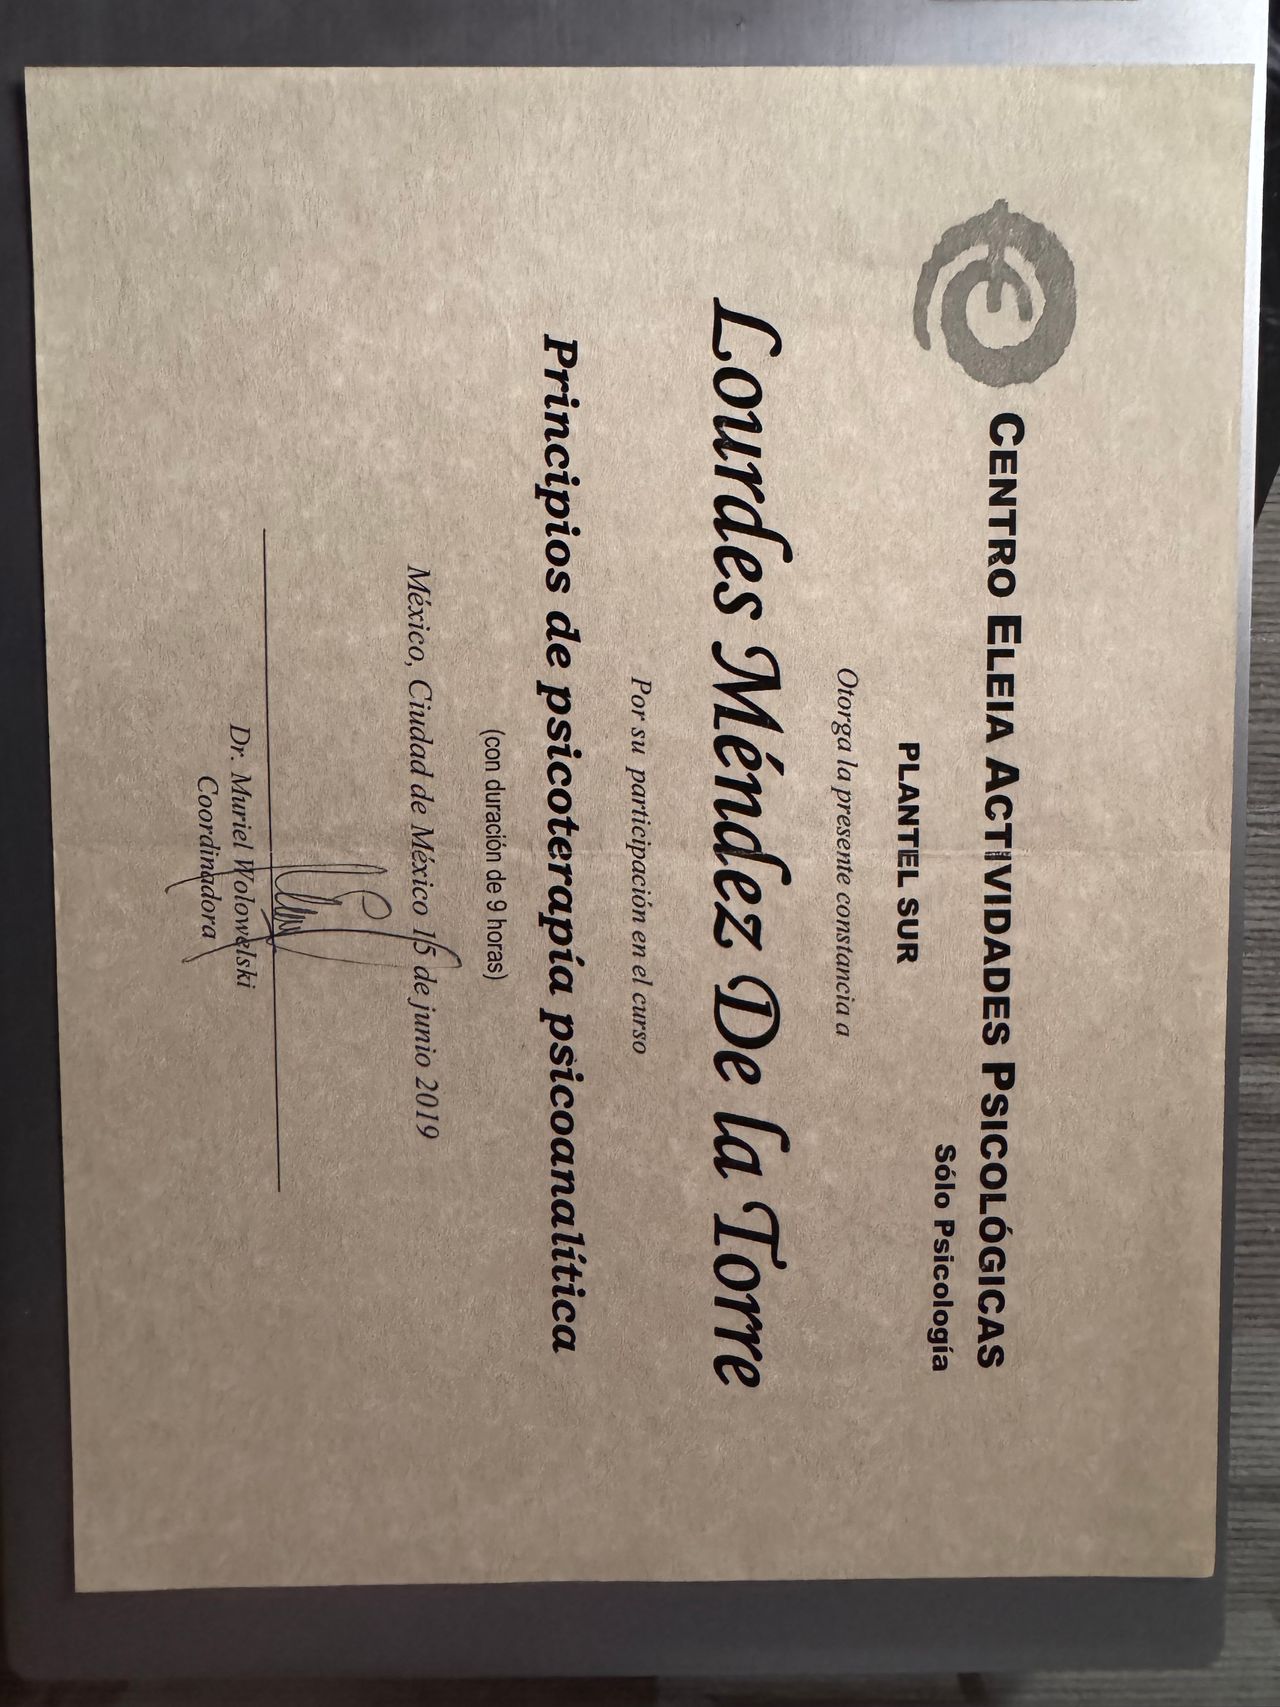 CENTRO ELEIA ACTIVIDADES PSICOLÓGICAS
Sólo Psicología
PLANTEL SUR
Otorga la presente constancia a
Lourdes Méndez De la Torre
Por su participación en el curso
Principios de psicoterapía psicoanalítica
(con duración de 9 horas)
México, Ciudad de México 15 de junio 2019
Dr. Muriel Wolowelski
Coordinadora